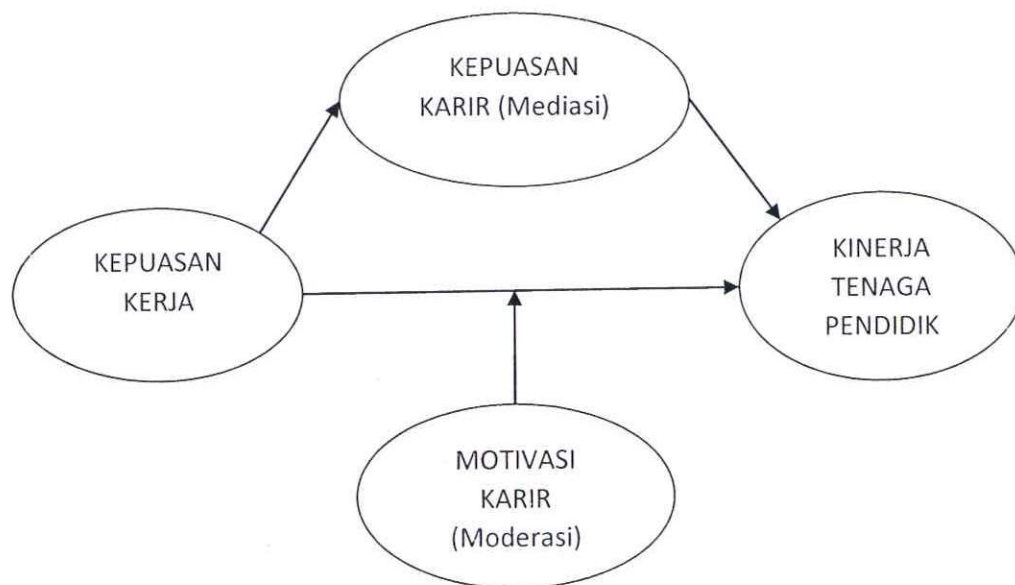 KEPUASAN
KARIR (Mediasi)
KEPUASAN
KERJA
KINERJA
TENAGA
PENDIDIK
MOTIVASI
KARIR
(Moderasi)